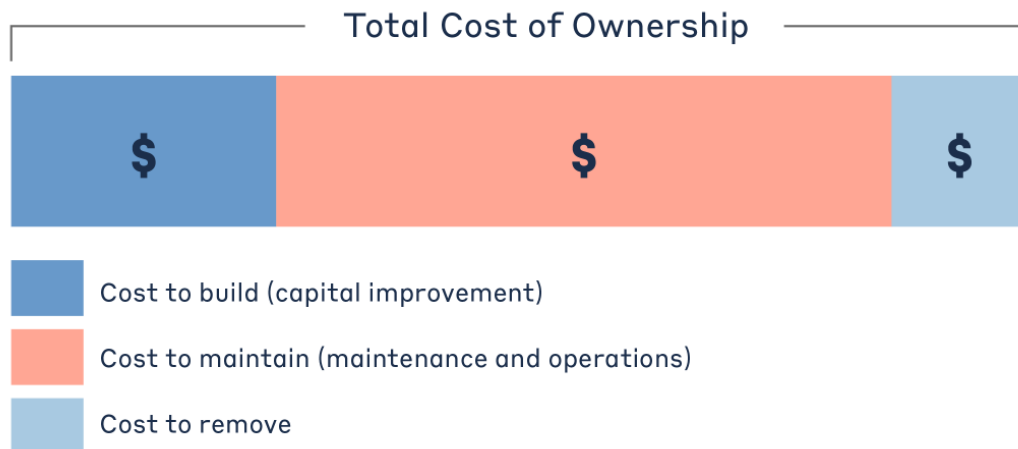 Total Cost of Ownership
$ $ $
Cost to build (capital improvement)
Cost to maintain (maintenance and operations)
Cost to remove